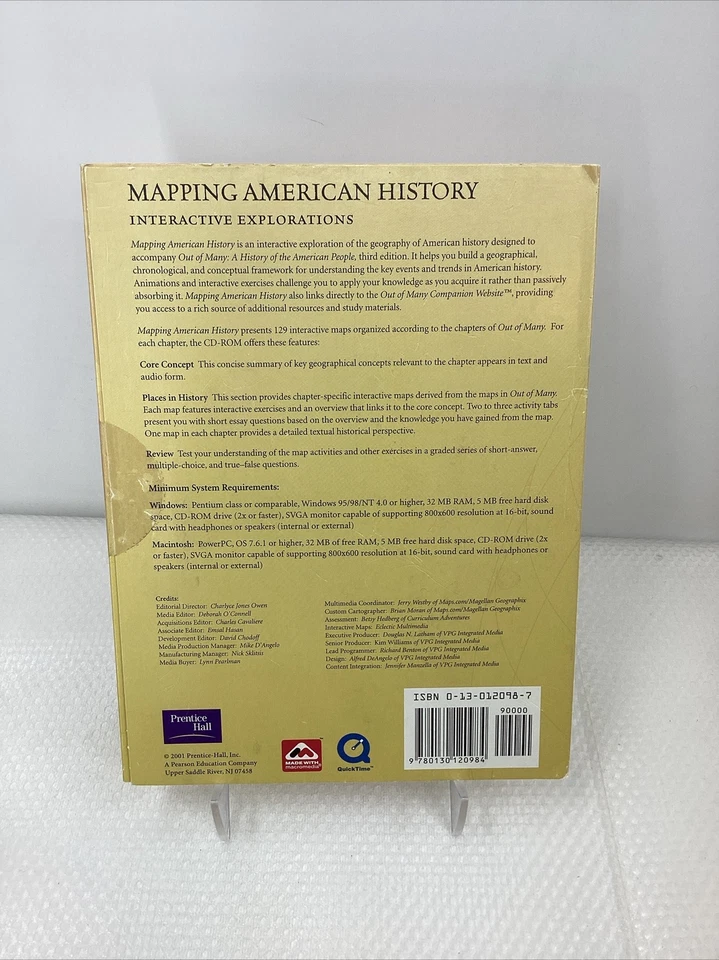 MAPPING AMERICAN HISTORY
INTERACTIVE EXPLORATIONS
Mapping American History is an interactive exploration of the geography of American history designed to
accompany Out of Many: A History of the American People, third edition. It helps you build a geographical,
chronological, and conceptual framework for understanding the key events and trends in American history.
Animations and interactive exercises challenge you to apply your knowledge as you acquire it rather than passively
absorbing it. Mapping American History also links directly to the Out of Many Companion Website™, providing
you access to a rich source of additional resources and study materials.
Mapping American History presents 129 interactive maps organized according to the chapters of Out of Many. For
each chapter, the CD-ROM offers these features:
Core Concept This concise summary of key geographical concepts relevant to the chapter appears in text and
audio form.
Places in History This section provides chapter-specific interactive maps derived from the maps in Out of Many.
Each map features interactive exercises and an overview that links it to the core concept. Two to three activity tabs
present you with short essay questions based on the overview and the knowledge you have gained from the map.
One map in each chapter provides a detailed textual historical perspective.
Review Test your understanding of the map activities and other exercises in a graded series of short-answer,
multiple-choice, and true–false questions.
Minimum System Requirements:
Windows: Pentium class or comparable, Windows 95/98/NT 4.0 or higher, 32 MB RAM, 5 MB free hard disk
space, CD-ROM drive (2x or faster), SVGA monitor capable of supporting 800x600 resolution at 16-bit, sound
card with headphones or speakers (internal or external)
Macintosh: PowerPC, OS 7.6.1 or higher, 32 MB of free RAM, 5 MB free hard disk space, CD-ROM drive (2x
or faster), SVGA monitor capable of supporting 800x600 resolution at 16-bit, sound card with headphones or
speakers (internal or external)
Credits:
Editorial Director: Charlyce Jones Owen
Media Editor: Deborah O'Connell
Acquisitions Editor: Charles Cavaliere
Associate Editor: Emsal Hasan
Development Editor: David Chodoff
Media Production Manager: Mike D'Angelo
Manufacturing Manager: Nick Sklitsis
Media Buyer: Lynn Pearlman
Multimedia Coordinator: Jerry Westby of Maps.com/Magellan Geographix
Custom Cartographer: Brian Monas of Maps.com/Magellan Geographix
Assessment: Betsy Hedberg of Curriculum Adventures
Interactive Maps: Eclectic Multimedia
Executive Producer: Douglas N. Latham of VPG Integrated Media
Senior Producer: Kim Williams of VPG Integrated Media
Lead Programmer: Richard Benton of VPG Integrated Media
Design: Alfred DeAngelo of VPG Integrated Media
Content Integration: Jennifer Manzella of VPG Integrated Media
Prentice
Hall
© 2001 Prentice-Hall, Inc.
A Pearson Education Company
Upper Saddle River, NJ 07458
MADE WITH
macromedia
QuickTime™
ISBN 0-13-012098-7
90000
9 780130 120984